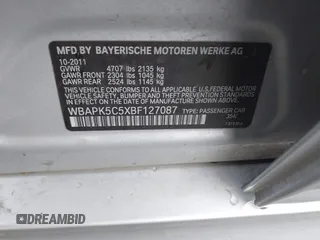 MFD BY BAYERISCHE MOTOREN WERKE AG
10-2011
GVWR 4707 lbs 2135 kg
GAWR FRONT 2304 lbs 1045 kg
GAWR REAR 2524 lbs 1145 kg
THIS VEHICLE CONFORMS TO ALL APPLICABLE U.S. FEDERAL MOTOR
VEHICLE SAFETY, BUMPER, AND THEFT PREVENTION STANDARDS
IN EFFECT ON THE DATE OF MANUFACTURE SHOWN ABOVE.
WBAPK5C5XBF127087
TYPE: PASSENGER CAR
354/
DREAMBID